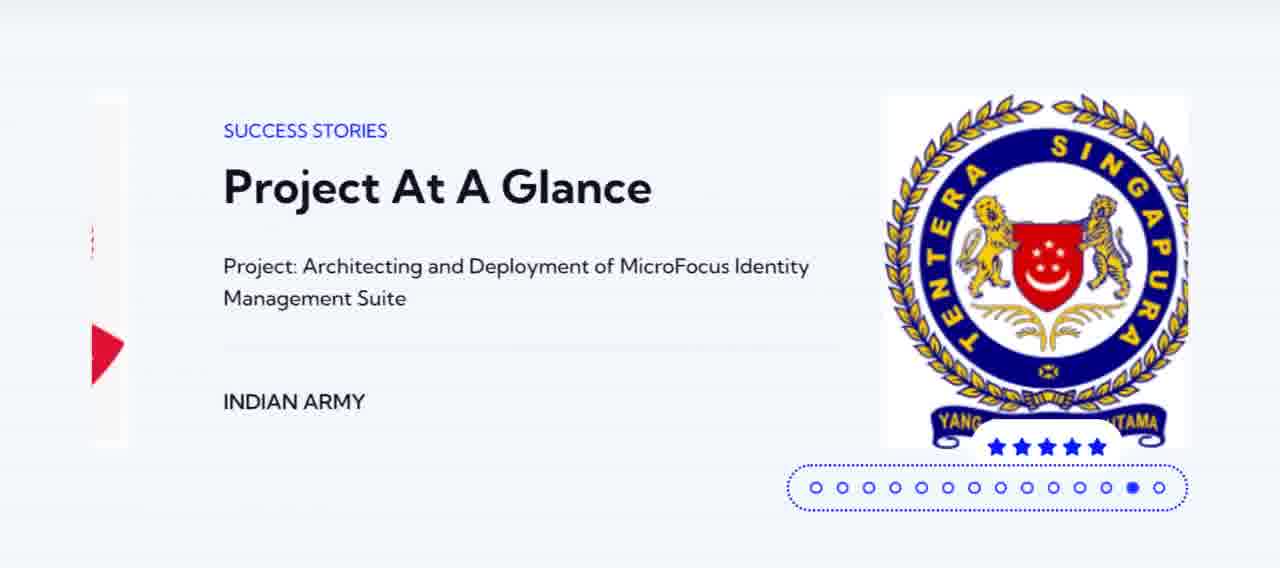 SUCCESS STORIES
Project At A Glance
Project: Architecting and Deployment of MicroFocus Identity
Management Suite
INDIAN ARMY
TENTERA SINGAPURA
YANG UTAMA